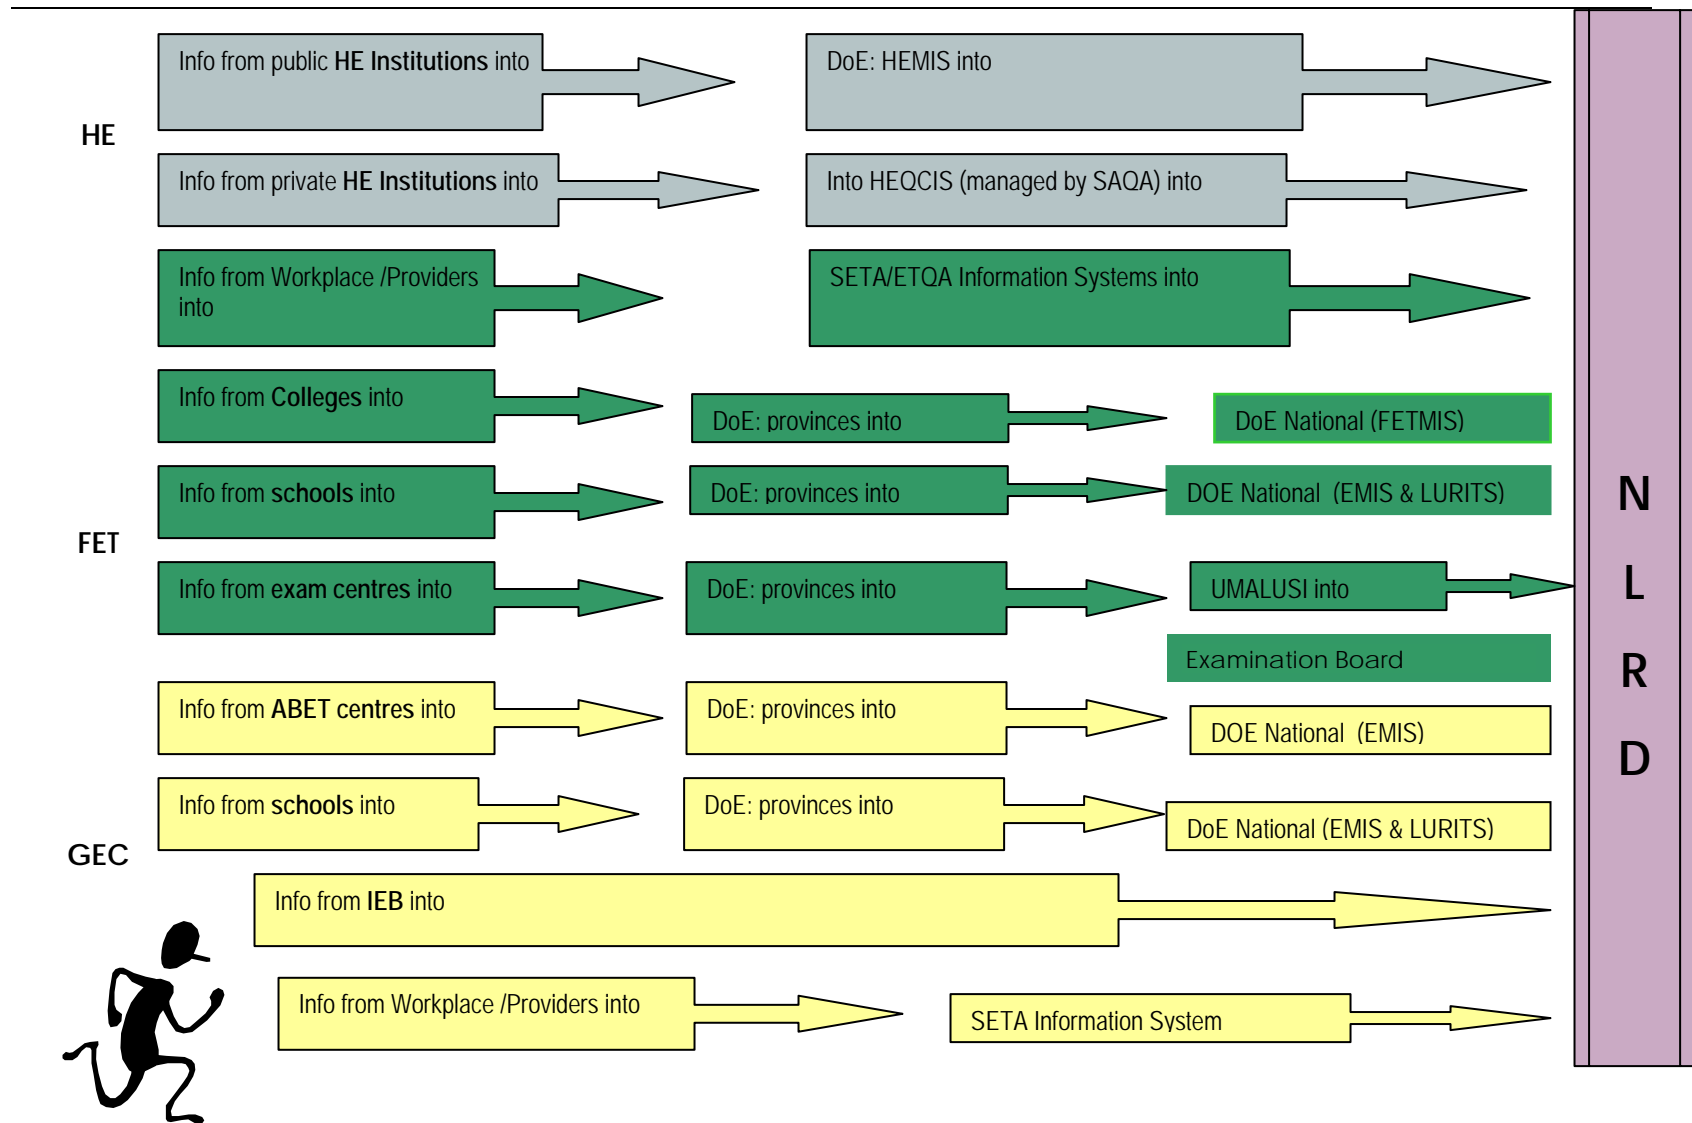 Info from public HE Institutions into
DoE: HEMIS into
HE
Info from private HE Institutions into
Into HEQCIS (managed by SAQA) into
Info from Workplace /Providers
into
SETA/ETQA Information Systems into
Info from Colleges into
DoE: provinces into
DoE National (FETMIS)
Info from schools into
DoE: provinces into
DOE National (EMIS & LURITS)
FET
Info from exam centres into
DoE: provinces into
UMALUSI into
Examination Board
Info from ABET centres into
DoE: provinces into
DOE National (EMIS)
Info from schools into
DoE: provinces into
DoE National (EMIS & LURITS)
GEC
Info from IEB into
Info from Workplace /Providers into
SETA Information System
N
L
R
D